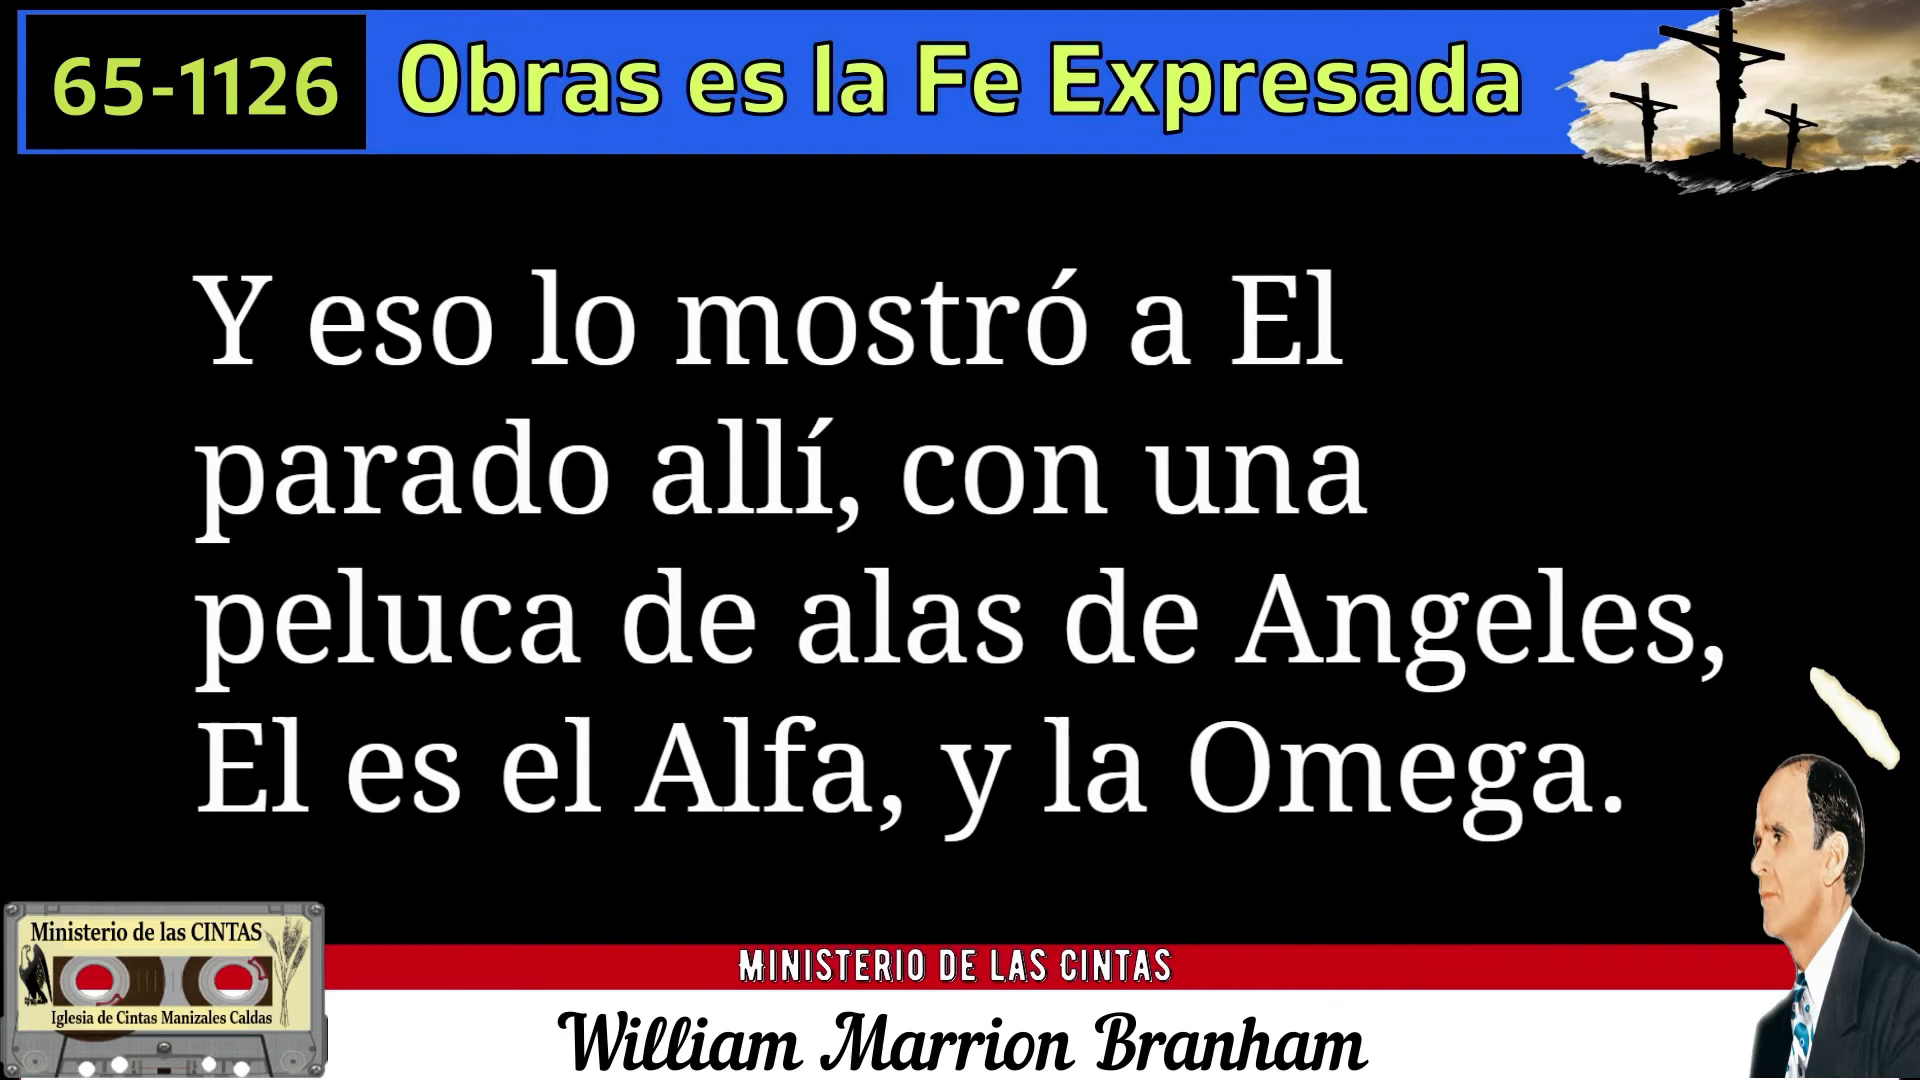 65-1126
Obras es la Fe Expresada
Y eso lo mostró a El
parado allí, con una
peluca de alas de Angeles,
El es el Alfa, y la Omega.
Ministerio de las CINTAS
Iglesia de Cintas Manizales Caldas
MINISTERIO DE LAS CINTAS
William Marrion Branham